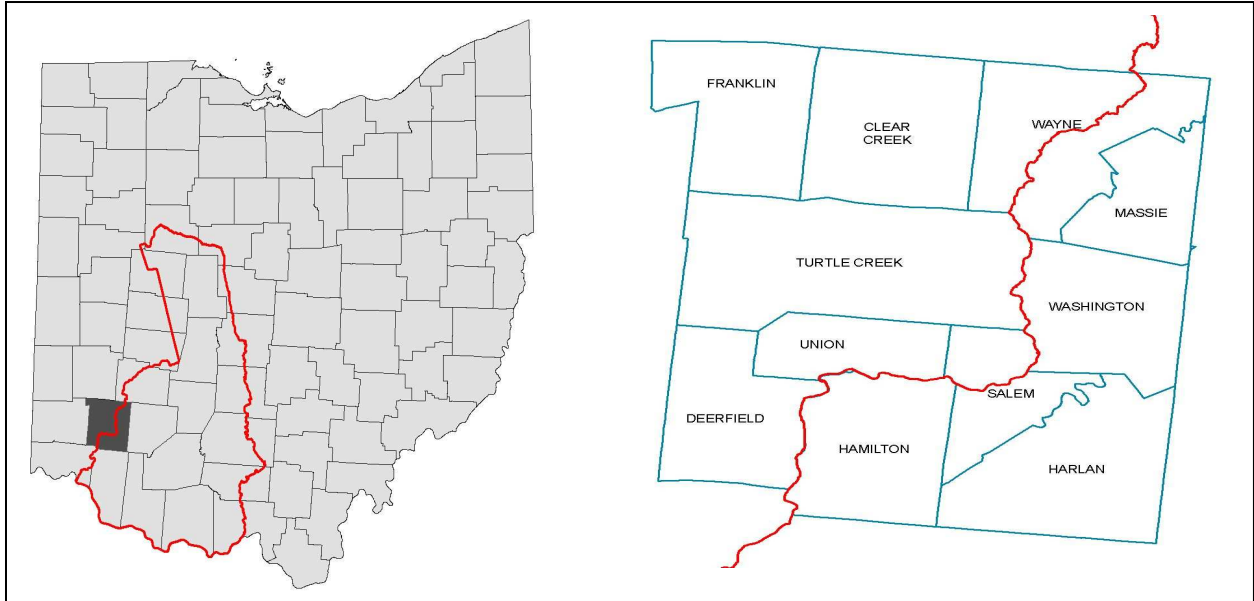 FRANKLIN
CLEAR
CREEK
WAYNE
MASSIE
TURTLE CREEK
WASHINGTON
UNION
SALEM
DEERFIELD
HAMILTON
HARLAN